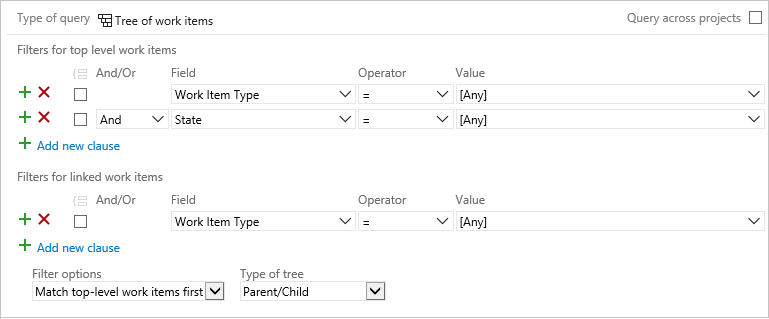 Type of query Tree of work items Query across projects
Filters for top level work items
And/Or Field Operator Value
Work Item Type = [Any]
And State = [Any]
Add new clause
Filters for linked work items
And/Or Field Operator Value
Work Item Type = [Any]
Add new clause
Filter options Type of tree
Match top-level work items first Parent/Child